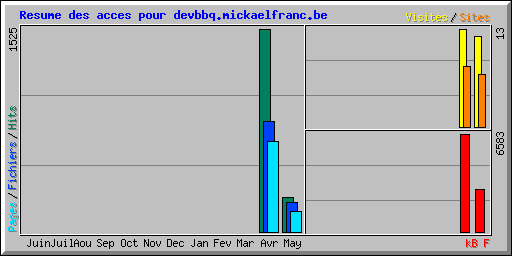 Resume des acces pour devbbq.mickaelfranc.be
Visites/Sites
1525
13
Pages/Fichiers/Hits
6583
JuinJuilAou Sep Oct Nov Dec Jan Fev Mar Avr May
kB F